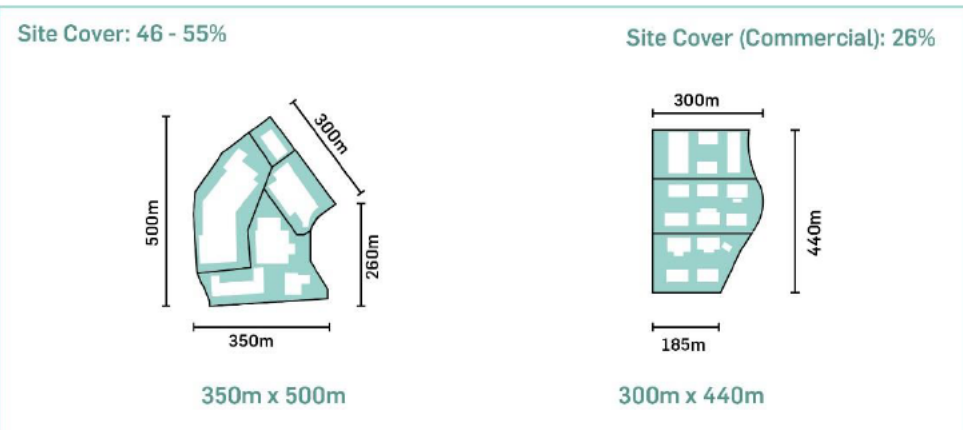 Site Cover: 46 - 55%
Site Cover (Commercial): 26%
300m
500m
260m
350m
350m x 500m
300m
440m
185m
300m x 440m